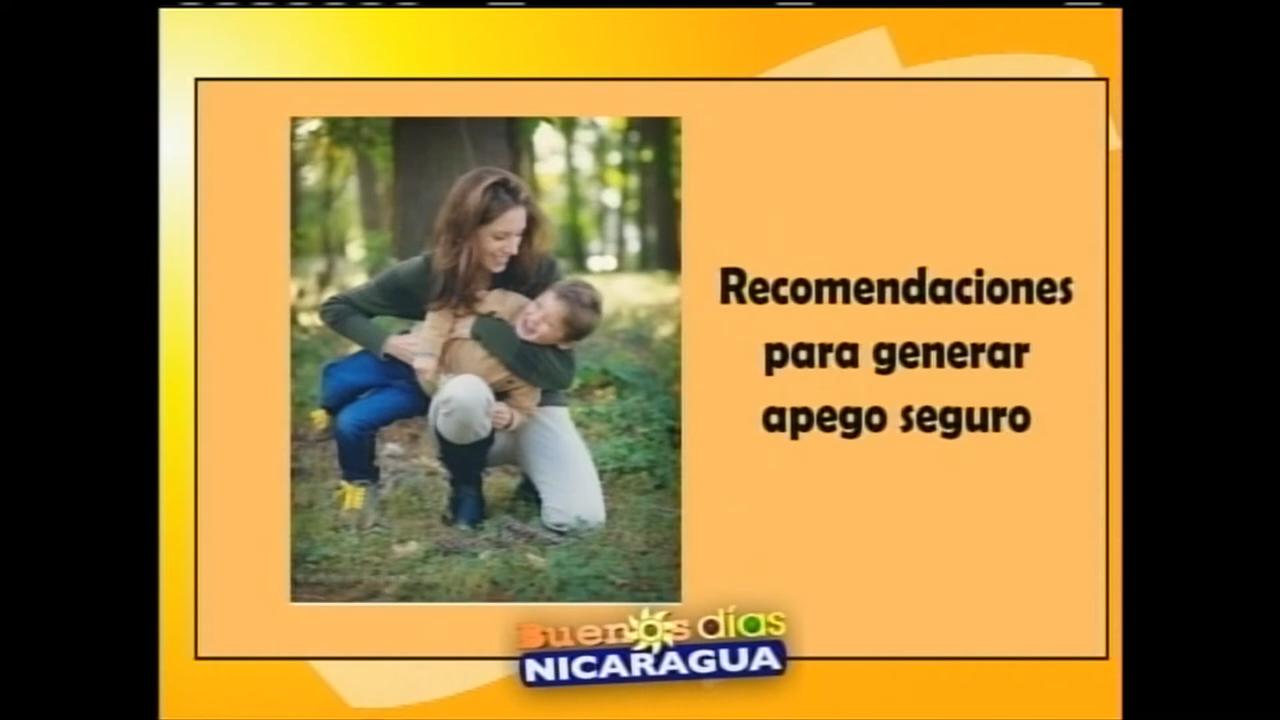 Recomendaciones
para generar
apego seguro
Buenos días
NICARAGUA